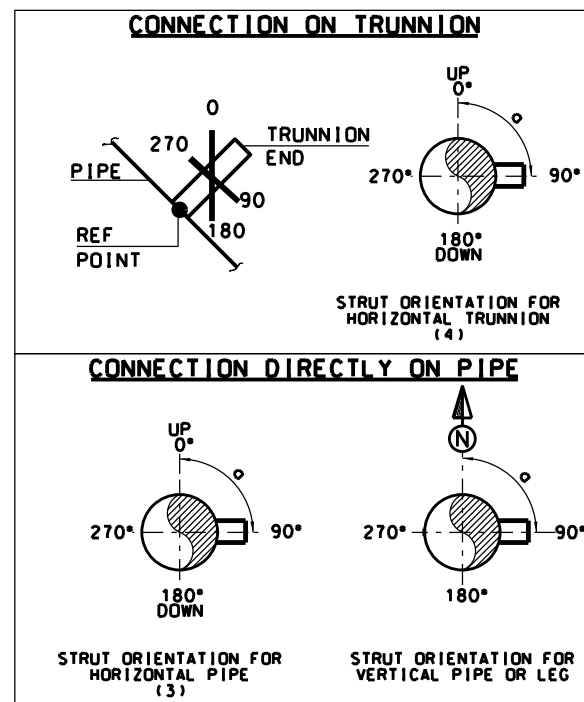 CONNECTION ON TRUNNION
0
270
TRUNNION
END
PIPE
90
180
REF
POINT
UP
0°
α
270°
90°
180°
DOWN
STRUT ORIENTATION FOR
HORIZONTAL TRUNNION
(4)
CONNECTION DIRECTLY ON PIPE
UP
0°
α
270°
90°
180°
DOWN
STRUT ORIENTATION FOR
HORIZONTAL PIPE
(3)
N
α
270°
90°
180°
STRUT ORIENTATION FOR
VERTICAL PIPE OR LEG